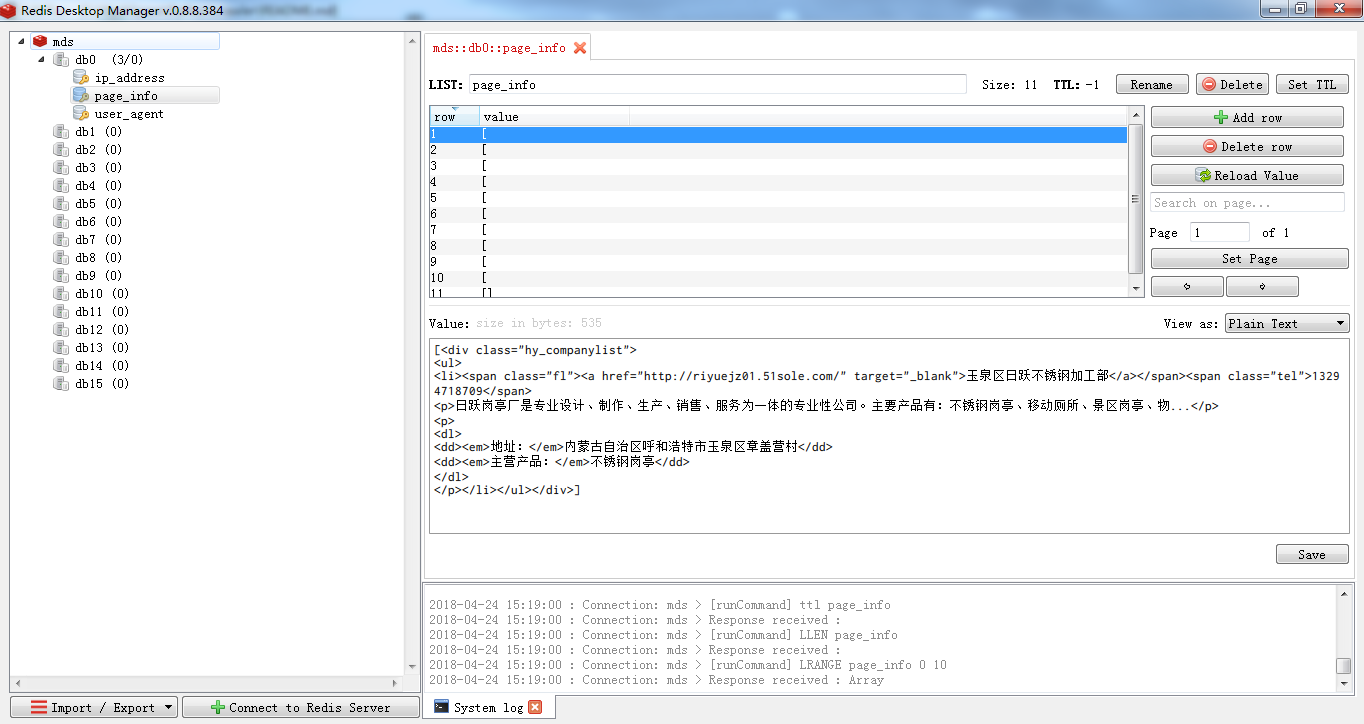 Redis Desktop Manager v.0.8.8.384
mds
db0 (3/0)
ip_address
page_info
user_agent
db1 (0)
db2 (0)
db3 (0)
db4 (0)
db5 (0)
db6 (0)
db7 (0)
db8 (0)
db9 (0)
db10 (0)
db11 (0)
db12 (0)
db13 (0)
db14 (0)
db15 (0)
Import / Export
Connect to Redis Server
mds::db0::page_info
LIST: page_info Size: 11 TTL: -1 Rename Delete Set TTL
row value
1 [
2 [
3 [
4 [
5 [
6 [
7 [
8 [
9 [
10 [
11 []
Add row
Delete row
Reload Value
Search on page...
Page 1 of 1
Set Page
Value: size in bytes: 535 View as: Plain Text
[<div class="hy_companylist">
<ul>
<li><span class="fl"><a href="http://riyuejz01.51sole.com/" target="_blank">玉泉区日跃不锈钢加工部</a></span><span class="tel">1329
4718709</span>
<p>日跃岗亭厂是专业设计、制作、生产、销售、服务为一体的专业性公司。主要产品有：不锈钢岗亭、移动厕所、景区岗亭、物...</p>
<p>
<dl>
<dd><em>地址：</em>内蒙古自治区呼和浩特市玉泉区章盖营村</dd>
<dd><em>主营产品：</em>不锈钢岗亭</dd>
</dl>
</p></li></ul></div>]
Save
2018-04-24 15:19:00 : Connection: mds > [runCommand] ttl page_info
2018-04-24 15:19:00 : Connection: mds > Response received :
2018-04-24 15:19:00 : Connection: mds > [runCommand] LLEN page_info
2018-04-24 15:19:00 : Connection: mds > Response received :
2018-04-24 15:19:00 : Connection: mds > [runCommand] LRANGE page_info 0 10
2018-04-24 15:19:00 : Connection: mds > Response received : Array
System log